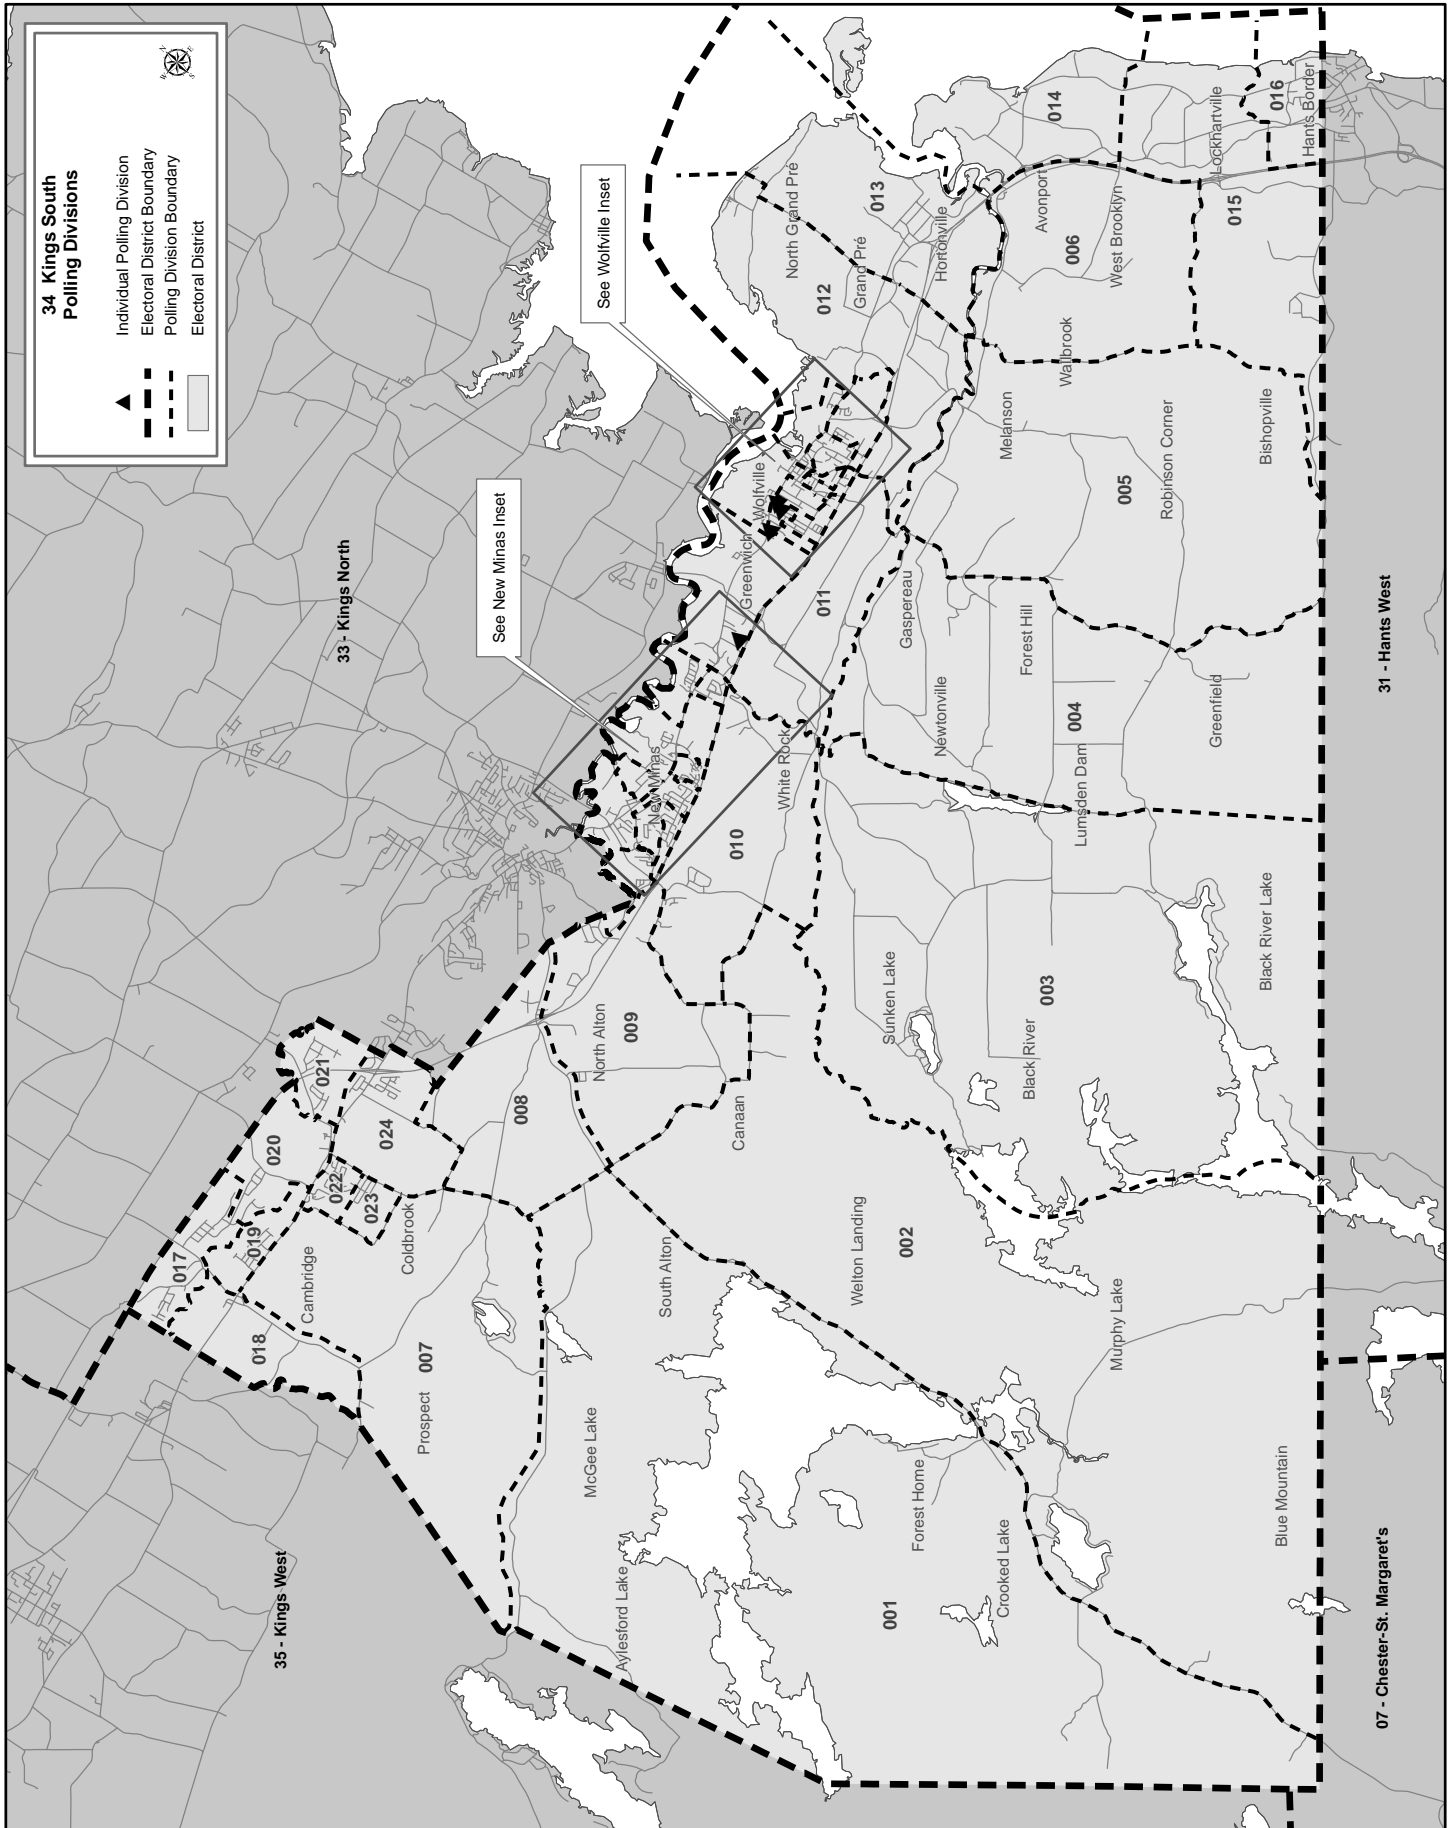 34 Kings South
Polling Divisions
Individual Polling Division
Electoral District Boundary
Polling Division Boundary
Electoral District
N
E
S
W
See Wolfville Inset
See New Minas Inset
33 - Kings North
35 - Kings West
31 - Hants West
07 - Chester-St. Margaret's
017
018
019
020
021
022
023
024
Cambridge
Coldbrook
Prospect
007
008
North Alton
009
New Minas
010
White Rock
Greenwich
Wolfville
011
012
North Grand Pré
Grand Pré
013
Hortonville
014
Avonport
006
West Brooklyn
Lockhartville
015
016
Hants Border
Wallbrook
Melanson
005
Robinson Corner
Bishopville
Gaspereau
Newtonville
Forest Hill
004
Lumsden Dam
Greenfield
Sunken Lake
003
Black River
Black River Lake
Canaan
South Alton
Welton Landing
002
Murphy Lake
McGee Lake
Aylesford Lake
Forest Home
001
Crooked Lake
Blue Mountain